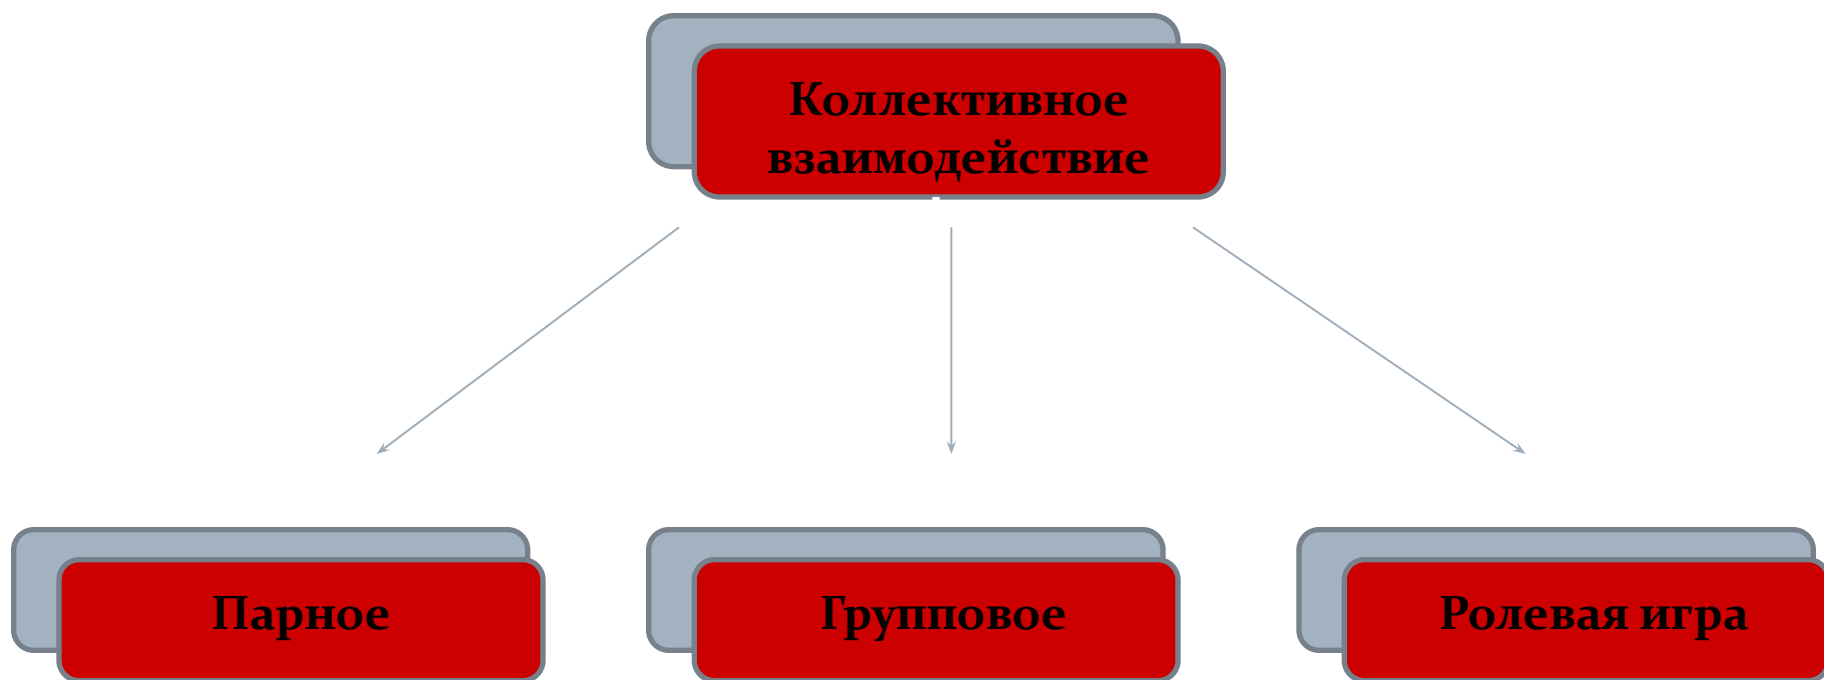 Коллективное
взаимодействие
Парное
Групповое
Ролевая игра